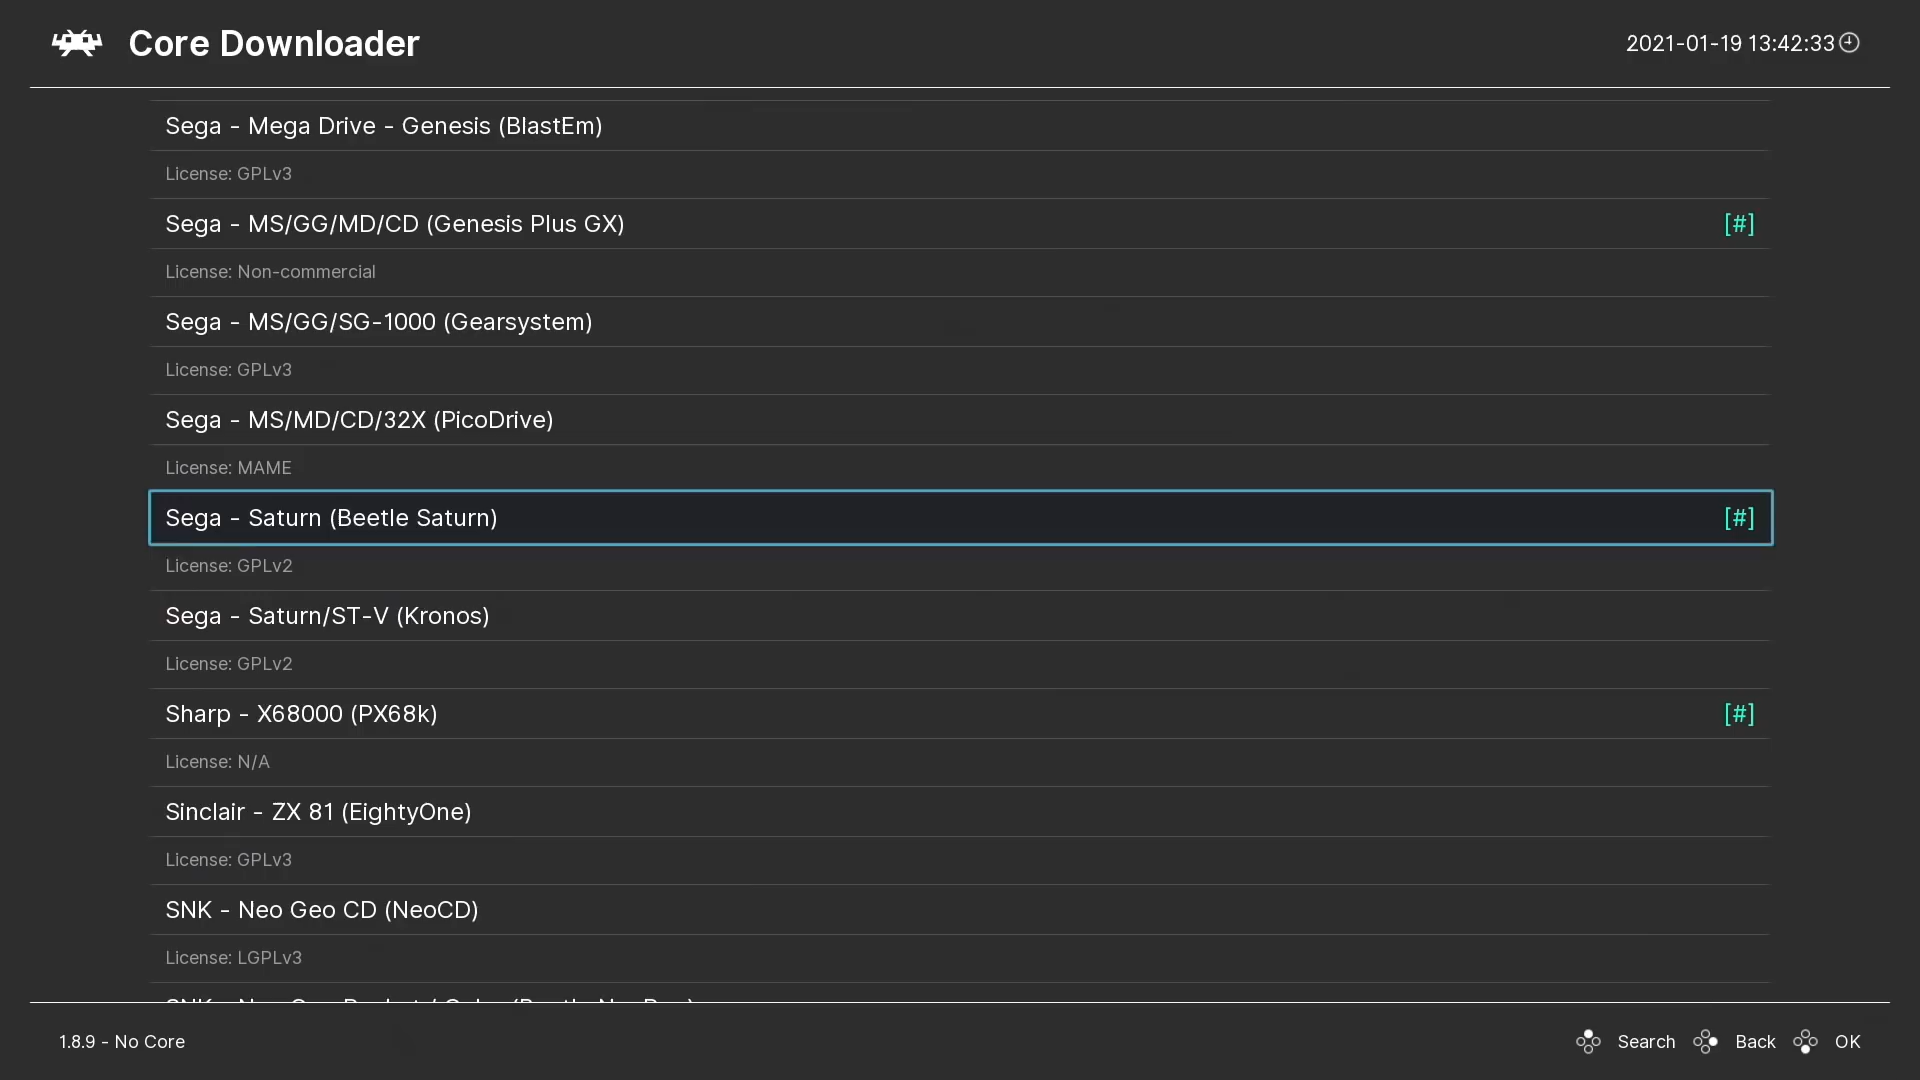 Core Downloader
2021-01-19 13:42:33
Sega - Mega Drive - Genesis (BlastEm)
License: GPLv3
Sega - MS/GG/MD/CD (Genesis Plus GX) [#]
License: Non-commercial
Sega - MS/GG/SG-1000 (Gearsystem)
License: GPLv3
Sega - MS/MD/CD/32X (PicoDrive)
License: MAME
Sega - Saturn (Beetle Saturn) [#]
License: GPLv2
Sega - Saturn/ST-V (Kronos)
License: GPLv2
Sharp - X68000 (PX68k) [#]
License: N/A
Sinclair - ZX 81 (EightyOne)
License: GPLv3
SNK - Neo Geo CD (NeoCD)
License: LGPLv3
1.8.9 - No Core
Search Back OK